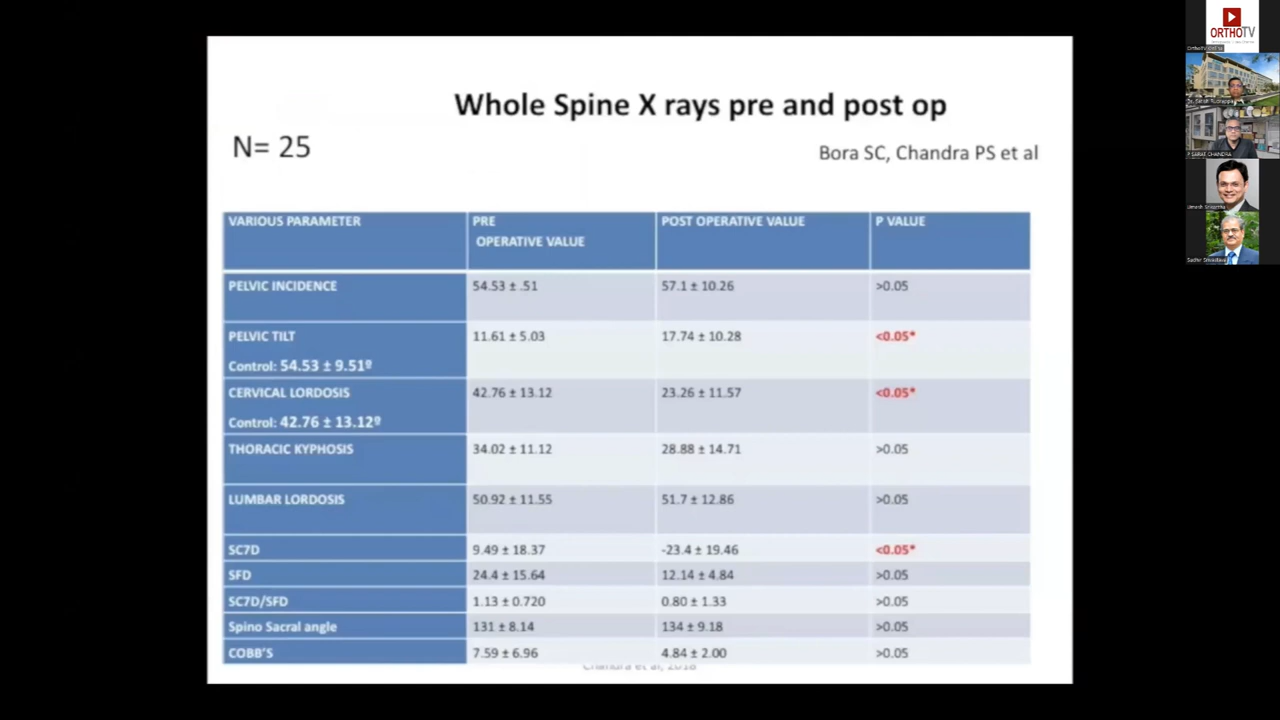 Whole Spine X rays pre and post op
N= 25
Bora SC, Chandra PS et al
VARIOUS PARAMETER
PRE
OPERATIVE VALUE
POST OPERATIVE VALUE
P VALUE
PELVIC INCIDENCE
54.53 ± .51
57.1 ± 10.26
>0.05
PELVIC TILT
Control: 54.53 ± 9.51º
11.61 ± 5.03
17.74 ± 10.28
<0.05*
CERVICAL LORDOSIS
Control: 42.76 ± 13.12º
42.76 ± 13.12
23.26 ± 11.57
<0.05*
THORACIC KYPHOSIS
34.02 ± 11.12
28.88 ± 14.71
>0.05
LUMBAR LORDOSIS
50.92 ± 11.55
51.7 ± 12.86
>0.05
SC7D
9.49 ± 18.37
-23.4 ± 19.46
<0.05*
SFD
24.4 ± 15.64
12.14 ± 4.84
>0.05
SC7D/SFD
1.13 ± 0.720
0.80 ± 1.33
>0.05
Spino Sacral angle
131 ± 8.14
134 ± 9.18
>0.05
COBB'S
7.59 ± 6.96
4.84 ± 2.00
>0.05
Chandra et al, 2018
ORTHOTV
P SARAT CHANDRA